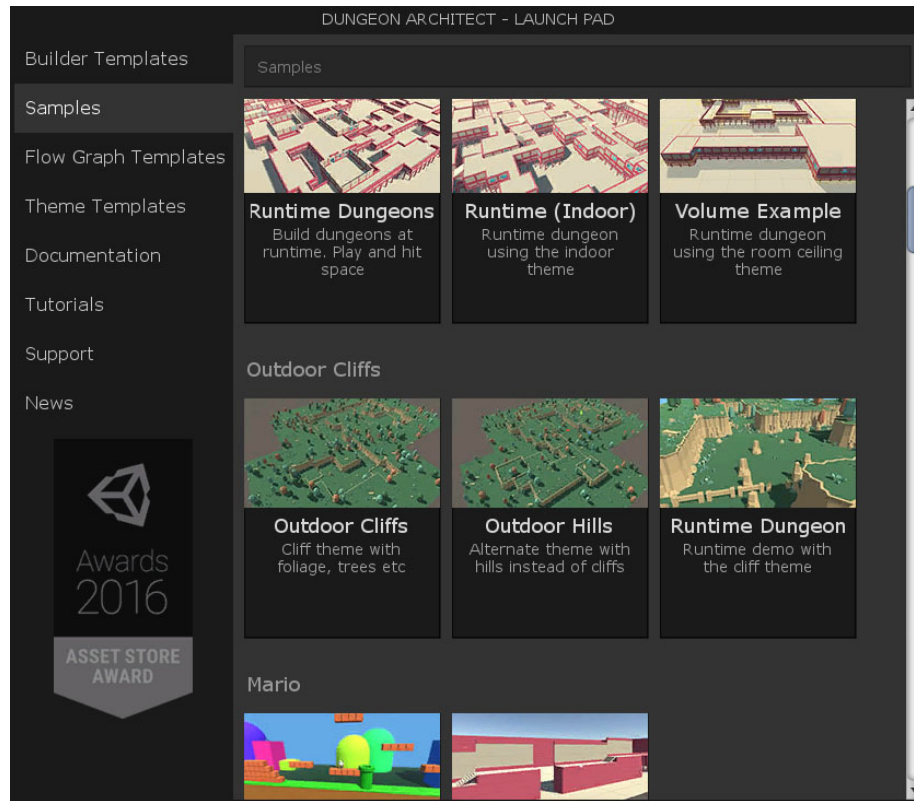 DUNGEON ARCHITECT - LAUNCH PAD
Builder Templates
Samples
Flow Graph Templates
Theme Templates
Documentation
Tutorials
Support
News
Awards
2016
ASSET STORE
AWARD
Samples
Runtime Dungeons
Build dungeons at
runtime. Play and hit
space
Runtime (Indoor)
Runtime dungeon
using the indoor
theme
Volume Example
Runtime dungeon
using the room ceiling
theme
Outdoor Cliffs
Outdoor Cliffs
Cliff theme with
foliage, trees etc
Outdoor Hills
Alternate theme with
hills instead of cliffs
Runtime Dungeon
Runtime demo with
the cliff theme
Mario